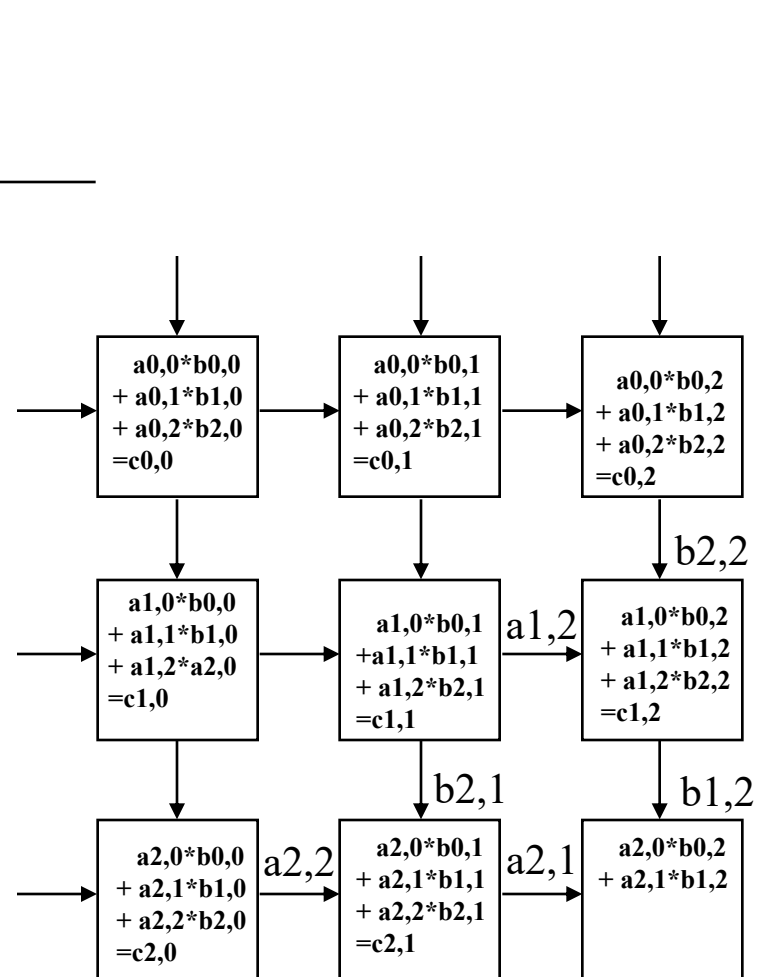 a0,0*b0,0
+ a0,1*b1,0
+ a0,2*b2,0
=c0,0
a0,0*b0,1
+ a0,1*b1,1
+ a0,2*b2,1
=c0,1
a0,0*b0,2
+ a0,1*b1,2
+ a0,2*b2,2
=c0,2
b2,2
a1,0*b0,0
+ a1,1*b1,0
+ a1,2*a2,0
=c1,0
a1,0*b0,1
+a1,1*b1,1
+ a1,2*b2,1
=c1,1
a1,2
a1,0*b0,2
+ a1,1*b1,2
+ a1,2*b2,2
=c1,2
b2,1
b1,2
a2,0*b0,0
+ a2,1*b1,0
+ a2,2*b2,0
=c2,0
a2,2
a2,0*b0,1
+ a2,1*b1,1
+ a2,2*b2,1
=c2,1
a2,1
a2,0*b0,2
+ a2,1*b1,2